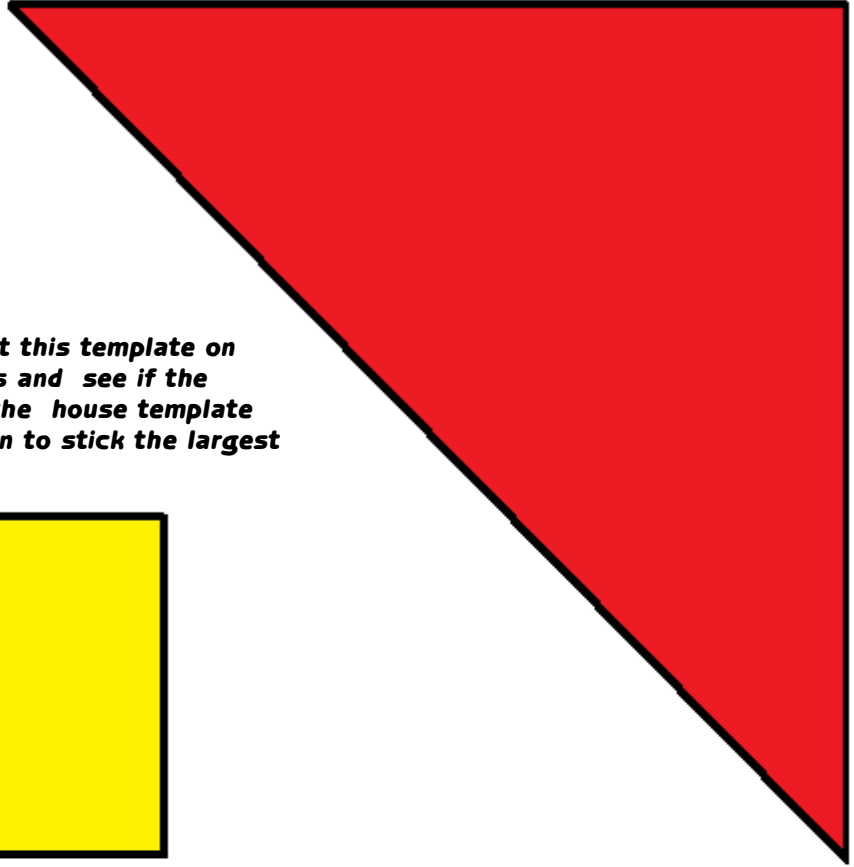 t this template on
s and see if the
he house template
n to stick the largest